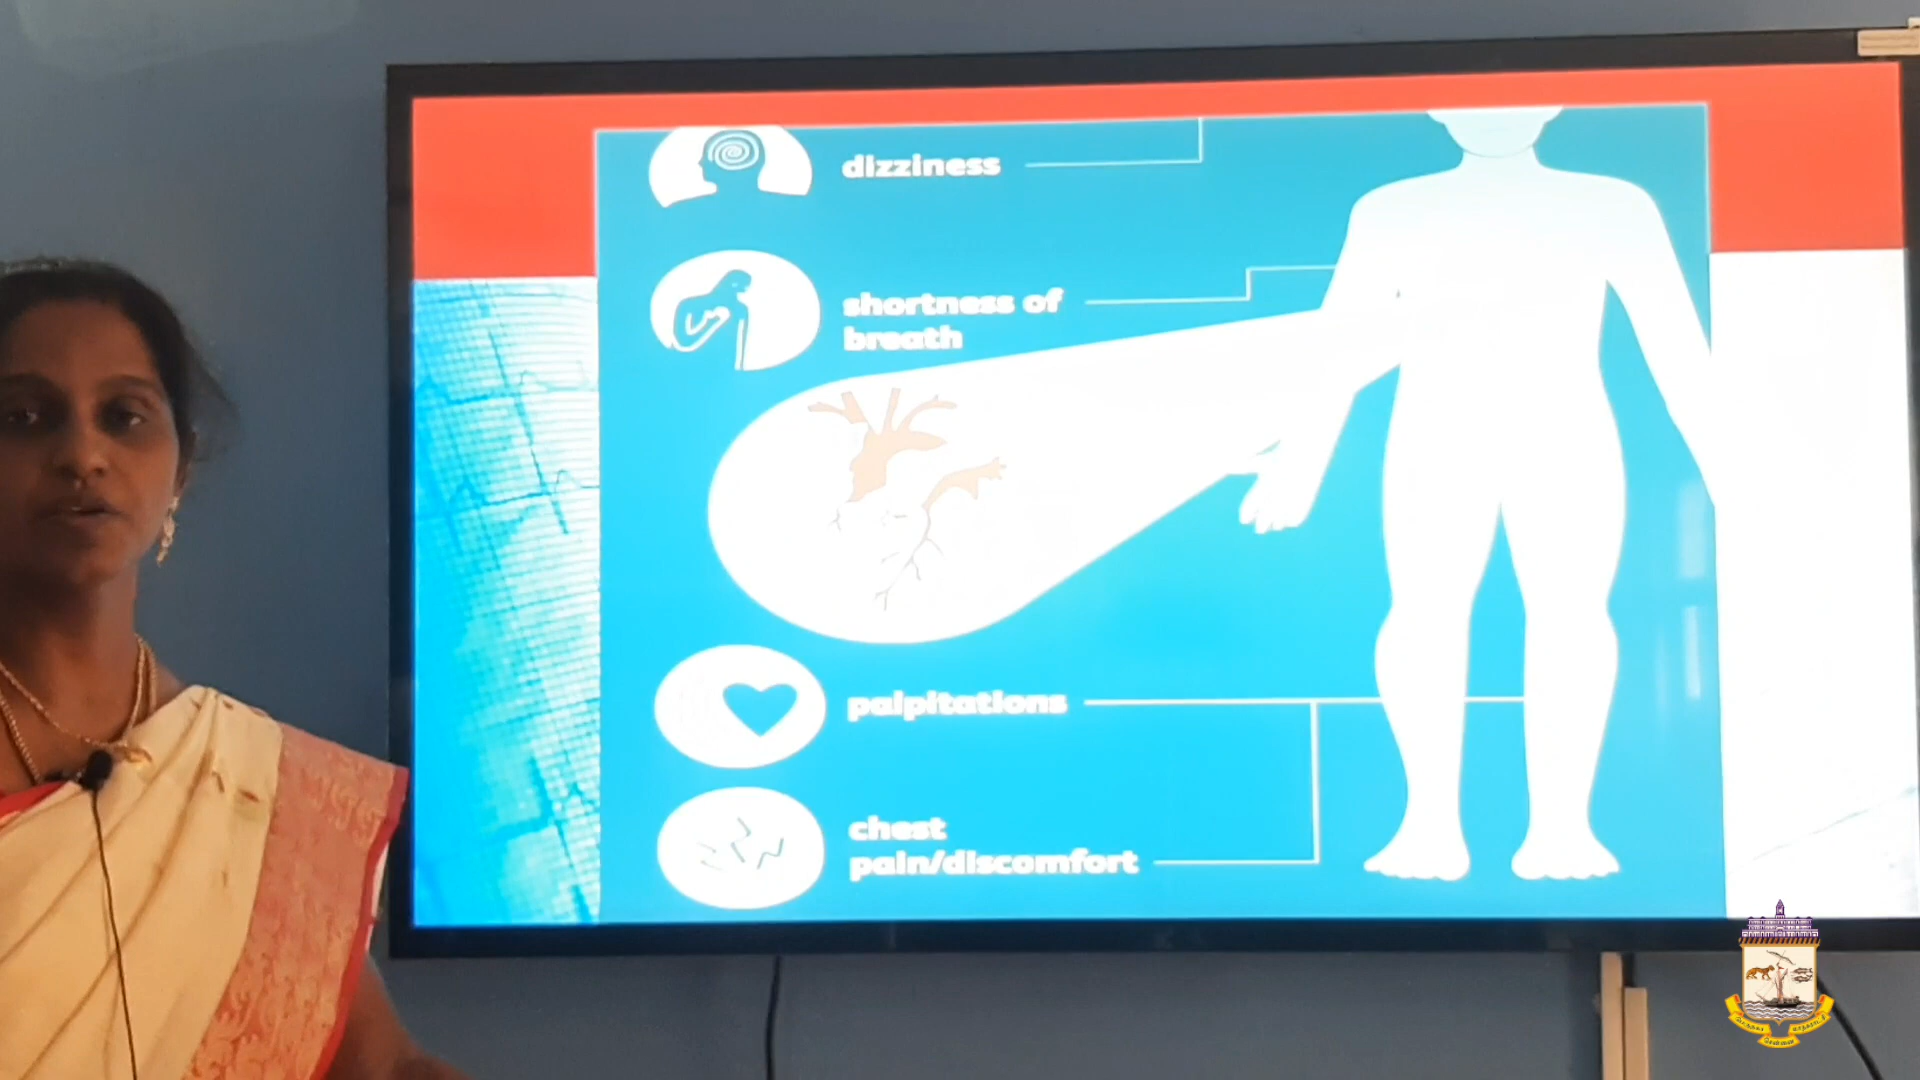 dizziness
shortness of
breath
palpitations
chest
pain/discomfort